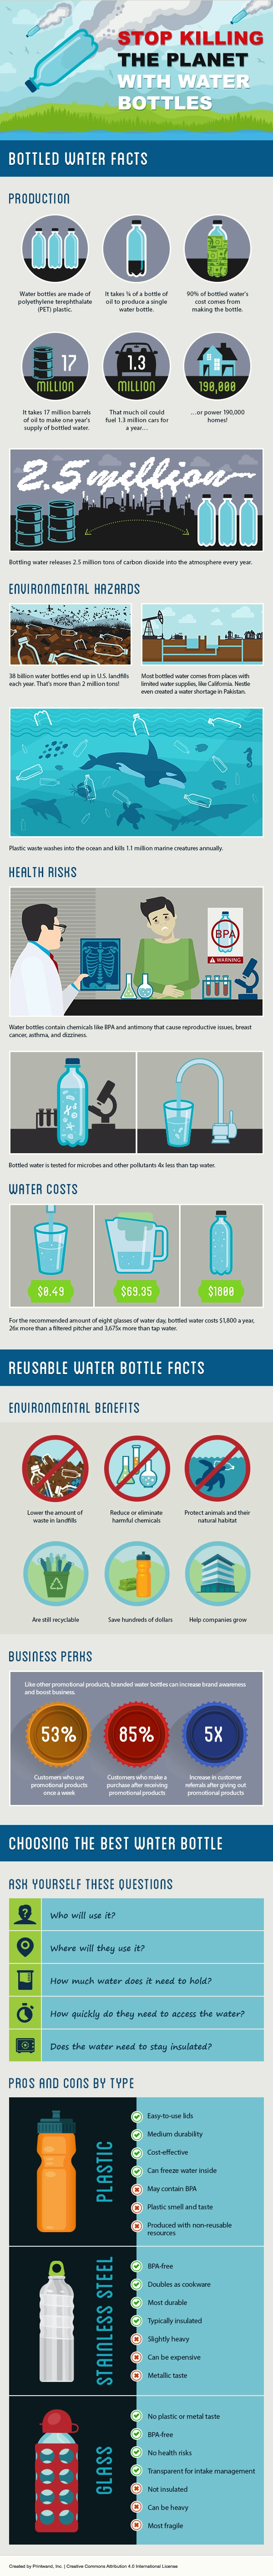 STOP KILLING
THE PLANET
WITH WATER
BOTTLES
BOTTLED WATER FACTS
PRODUCTION
Water bottles are made of
polyethylene terephthalate
(PET) plastic.
It takes ¼ of a bottle of
oil to produce a single
water bottle.
90% of bottled water's
cost comes from
making the bottle.
17
MILLION
It takes 17 million barrels
of oil to make one year's
supply of bottled water.
1.3
MILLION
That much oil could
fuel 1.3 million cars for
a year…
190,000
…or power 190,000
homes!
2.5 million
Bottling water releases 2.5 million tons of carbon dioxide into the atmosphere every year.
ENVIRONMENTAL HAZARDS
38 billion water bottles end up in U.S. landfills
each year. That's more than 2 million tons!
Most bottled water comes from places with
limited water supplies, like California. Nestle
even created a water shortage in Pakistan.
Plastic waste washes into the ocean and kills 1.1 million marine creatures annually.
HEALTH RISKS
BPA
WARNING
Water bottles contain chemicals like BPA and antimony that cause reproductive issues, breast
cancer, asthma, and dizziness.
Bottled water is tested for microbes and other pollutants 4x less than tap water.
WATER COSTS
$0.49
$69.35
$1800
For the recommended amount of eight glasses of water day, bottled water costs $1,800 a year,
26x more than a filtered pitcher and 3,675x more than tap water.
REUSABLE WATER BOTTLE FACTS
ENVIRONMENTAL BENEFITS
Lower the amount of
waste in landfills
Reduce or eliminate
harmful chemicals
Protect animals and their
natural habitat
Are still recyclable
Save hundreds of dollars
Help companies grow
BUSINESS PERKS
Like other promotional products, branded water bottles can increase brand awareness
and boost business.
53%
Customers who use
promotional products
once a week
85%
Customers who make a
purchase after receiving
promotional products
5X
Increase in customer
referrals after giving out
promotional products
CHOOSING THE BEST WATER BOTTLE
ASK YOURSELF THESE QUESTIONS
Who will use it?
Where will they use it?
How much water does it need to hold?
How quickly do they need to access the water?
Does the water need to stay insulated?
PROS AND CONS BY TYPE
PLASTIC
Easy-to-use lids
Medium durability
Cost-effective
Can freeze water inside
May contain BPA
Plastic smell and taste
Produced with non-reusable
resources
STAINLESS STEEL
BPA-free
Doubles as cookware
Most durable
Typically insulated
Slightly heavy
Can be expensive
Metallic taste
GLASS
No plastic or metal taste
BPA-free
No health risks
Transparent for intake management
Not insulated
Can be heavy
Most fragile
Created by Printwand, Inc. | Creative Commons Attribution 4.0 International License